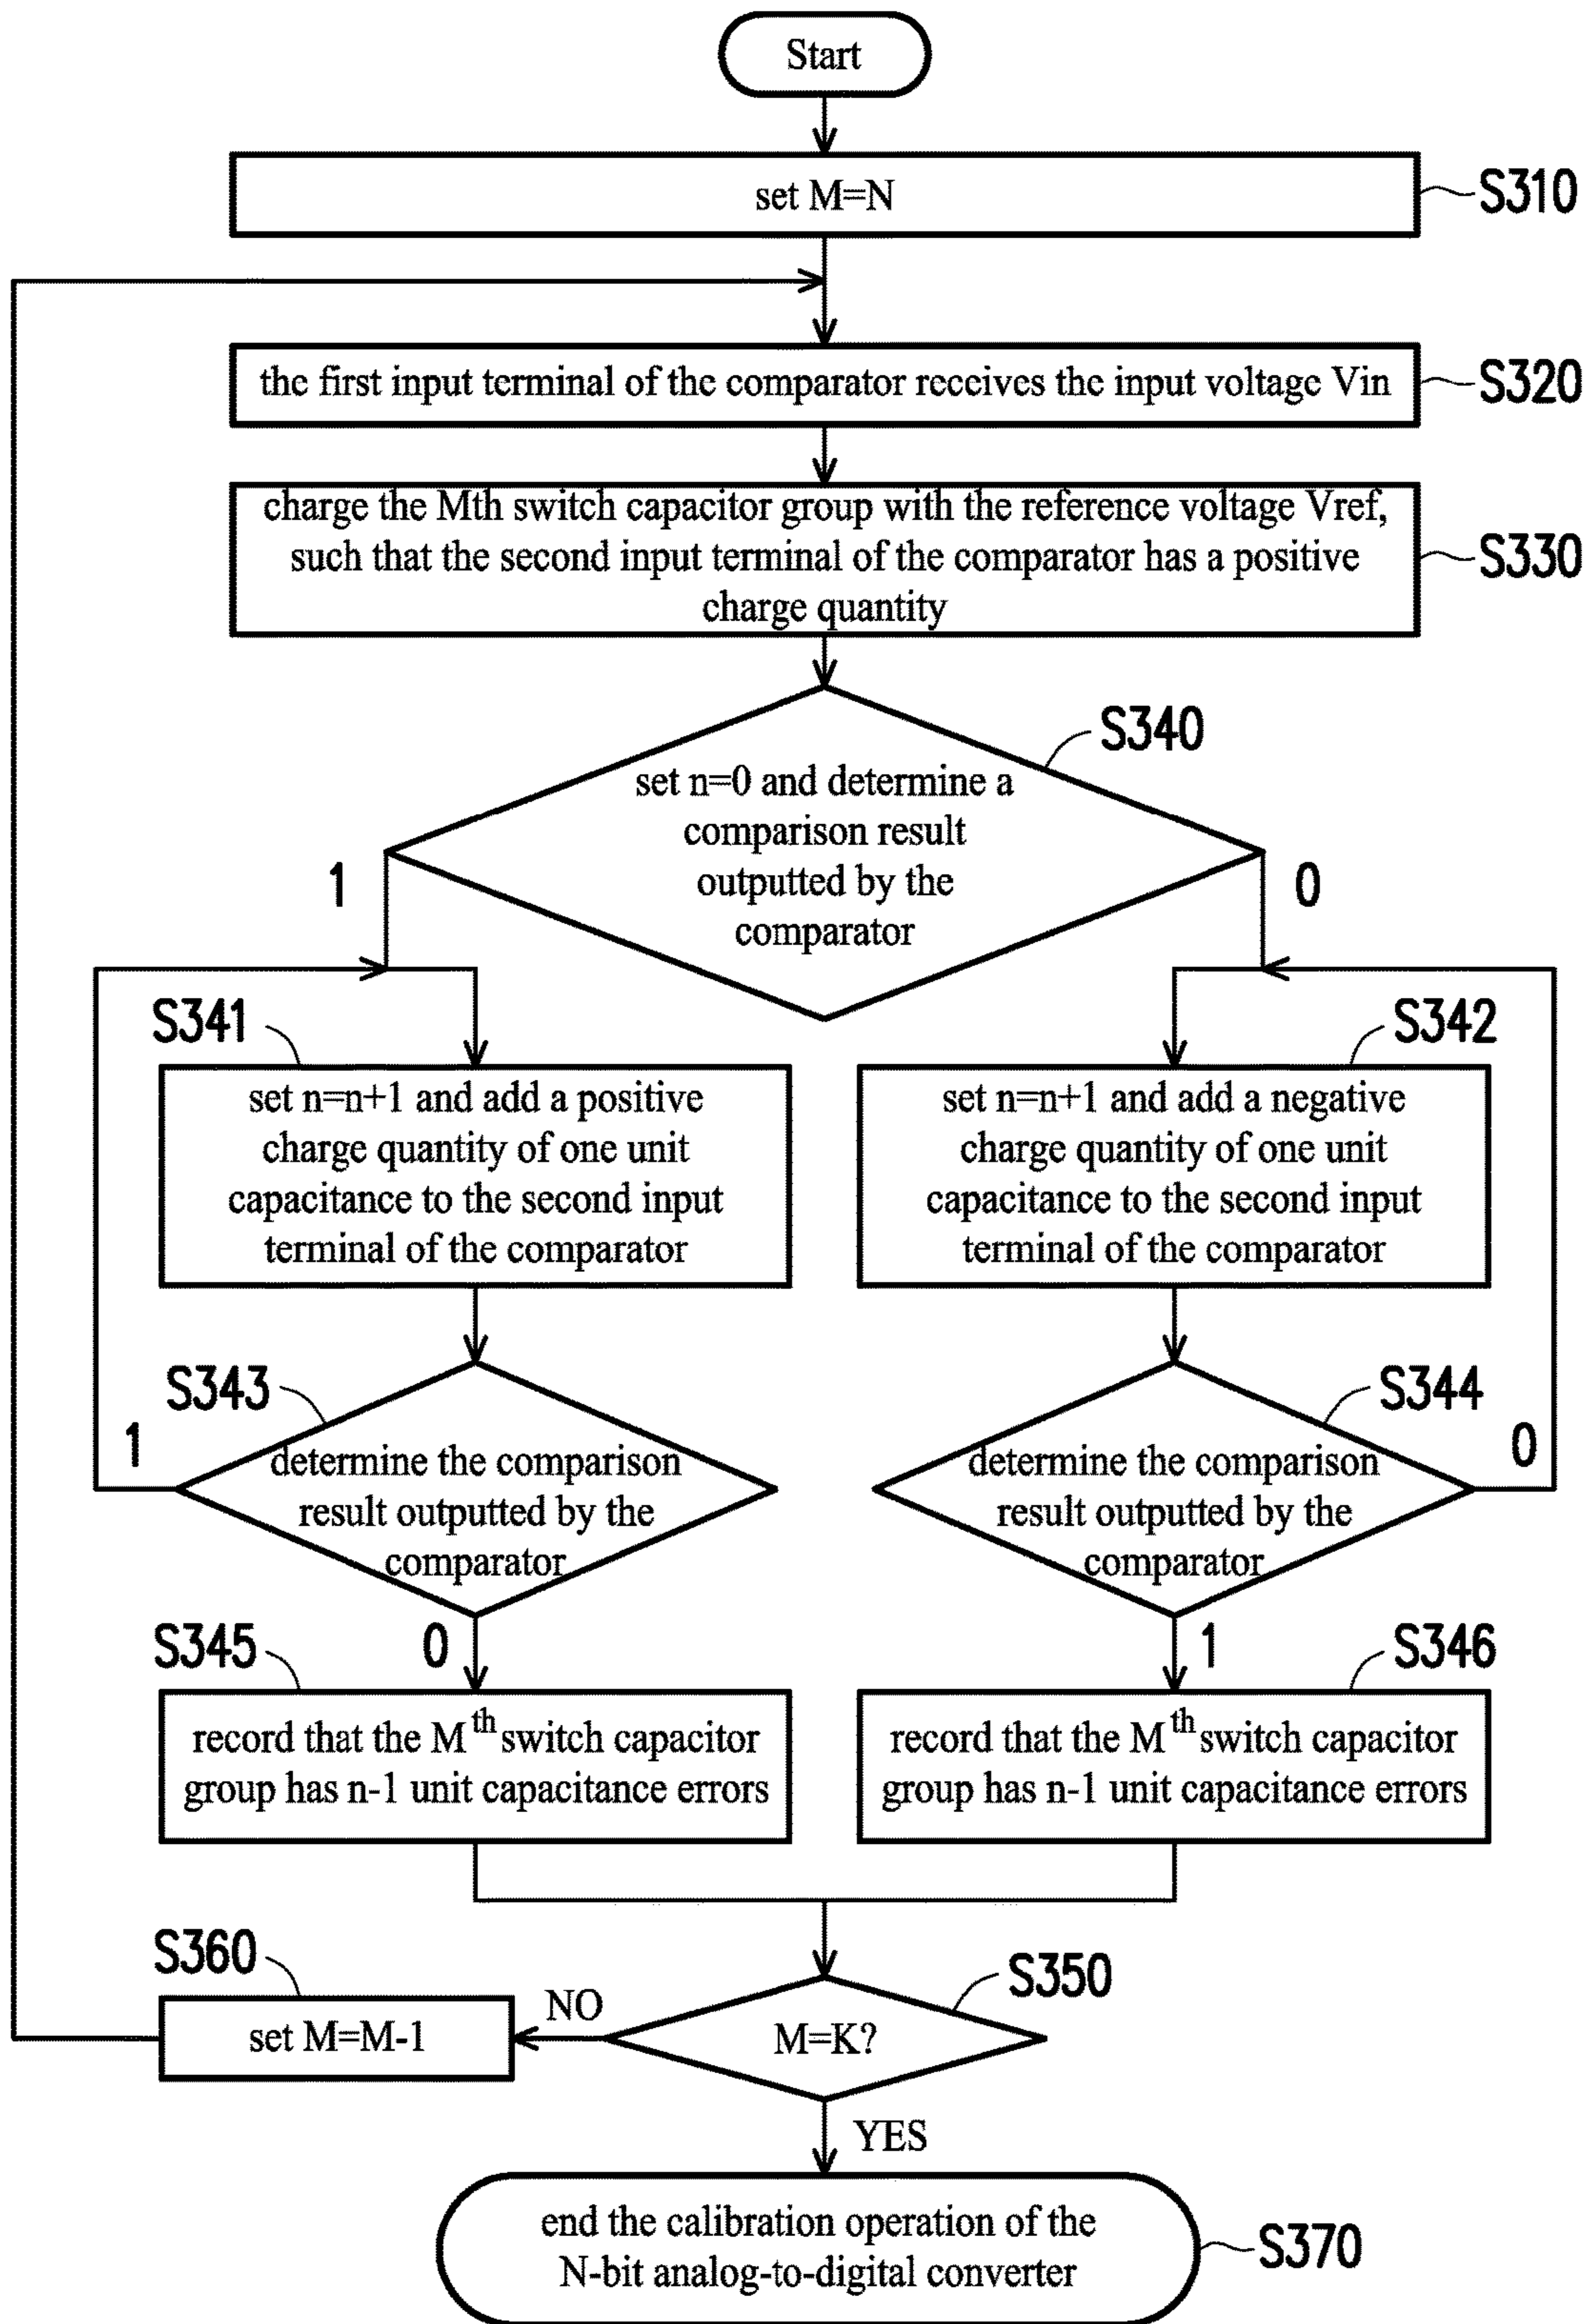 Start
set M=N
S310
the first input terminal of the comparator receives the input voltage Vin
S320
charge the Mth switch capacitor group with the reference voltage Vref,
such that the second input terminal of the comparator has a positive
charge quantity
S330
S340
set n=0 and determine a
comparison result
outputted by the
comparator
1
0
S341
set n=n+1 and add a positive
charge quantity of one unit
capacitance to the second input
terminal of the comparator
S342
set n=n+1 and add a negative
charge quantity of one unit
capacitance to the second input
terminal of the comparator
S343
1
determine the comparison
result outputted by the
comparator
0
S344
0
determine the comparison
result outputted by the
comparator
1
S345
record that the Mth switch capacitor
group has n-1 unit capacitance errors
S346
record that the Mth switch capacitor
group has n-1 unit capacitance errors
S360
set M=M-1
NO
S350
M=K?
YES
end the calibration operation of the
N-bit analog-to-digital converter
S370